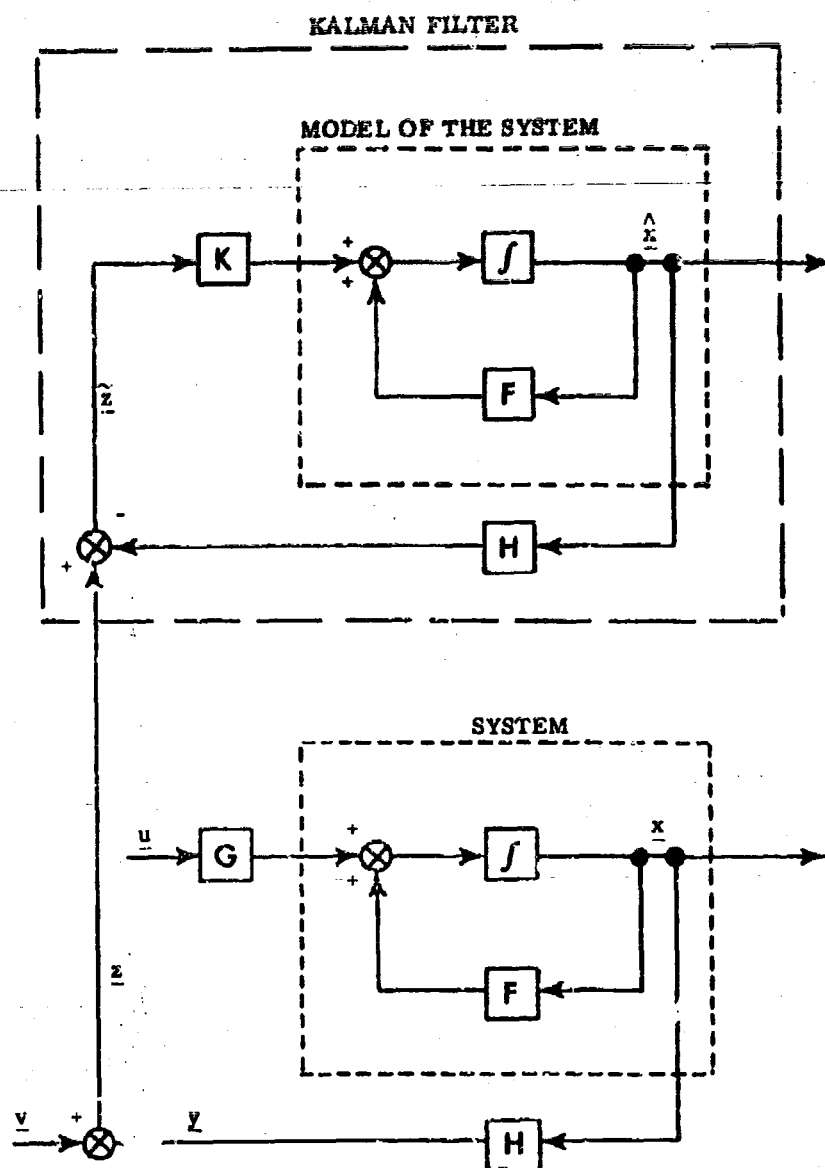 KALMAN FILTER
MODEL OF THE SYSTEM
x̂
+
K
∫
+
F
z̃
-
H
+
SYSTEM
u
+
x
G
∫
+
F
z
v
+
y
H